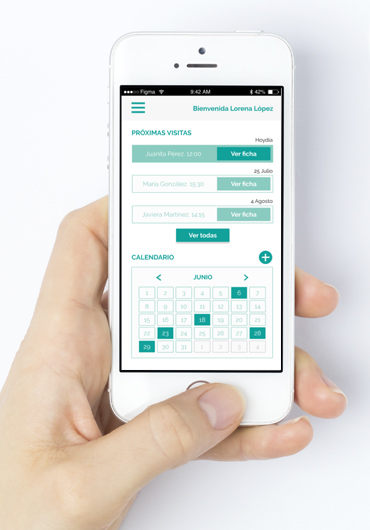 Figma 9:42 AM 42%
Bienvenida Lorena López
PRÓXIMAS VISITAS
Hoydía
Juanita Pérez. 12:00 Ver ficha
25 Julio
María González. 15:30 Ver ficha
4 Agosto
Javiera Martínez. 14:15 Ver ficha
Ver todas
CALENDARIO +
< JUNIO >
1 2 3 4 5 6 7
8 9 10 11 12 13 14
15 16 17 18 19 20 21
22 23 24 25 26 27 28
29 30 31 1 2 3 4